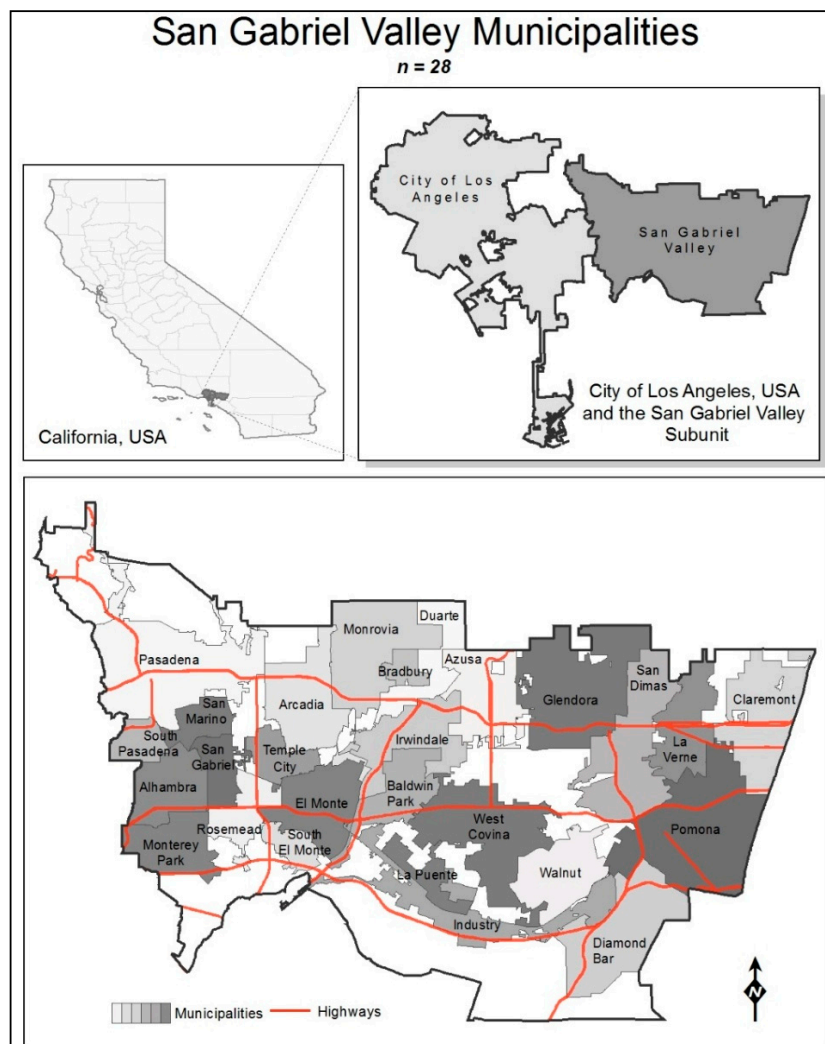 San Gabriel Valley Municipalities
n = 28
California, USA
City of Los
Angeles
San Gabriel
Valley
City of Los Angeles, USA
and the San Gabriel Valley
Subunit
Duarte
Monrovia
Pasadena
Bradbury
Azusa
San
Dimas
Glendora
Claremont
Arcadia
San
Marino
South
Pasadena
San
Gabriel
Temple
City
Irwindale
La
Verne
Alhambra
Baldwin
Park
El Monte
West
Covina
Rosemead
South
El Monte
Pomona
Monterey
Park
La Puente
Walnut
Industry
Diamond
Bar
N
Municipalities
Highways